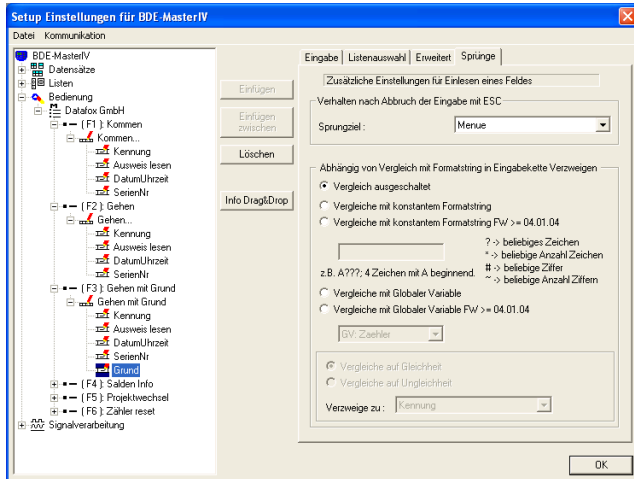 Setup Einstellungen für BDE-MasterIV
Datei Kommunikation
BDE-MasterIV
Datensätze
Listen
Bedienung
Datafox GmbH
( F1 ): Kommen
Kommen...
Kennung
Ausweis lesen
DatumUhrzeit
SerienNr
( F2 ): Gehen
Gehen...
Kennung
Ausweis lesen
DatumUhrzeit
SerienNr
( F3 ): Gehen mit Grund
Gehen mit Grund
Kennung
Ausweis lesen
DatumUhrzeit
SerienNr
Grund
( F4 ): Salden Info
( F5 ): Projektwechsel
( F6 ): Zähler reset
Signalverarbeitung
Einfügen
Einfügen zwischen
Löschen
Info Drag&Drop
Eingabe Listenauswahl Erweitert Sprünge
Zusätzliche Einstellungen für Einlesen eines Feldes
Verhalten nach Abbruch der Eingabe mit ESC
Sprungziel : Menue
Abhängig von Vergleich mit Formatstring in Eingabekette Verzweigen
Vergleich ausgeschaltet
Vergleiche mit konstantem Formatstring
Vergleiche mit konstantem Formatstring FW >= 04.01.04
? -> beliebiges Zeichen
* -> belibige Anzahl Zeichen
# -> beliebige Ziffer
~ -> beliebige Anzahl Ziffern
z.B. A???; 4 Zeichen mit A beginnend.
Vergleiche mit Globaler Variable
Vergleiche mit Globaler Variable FW >= 04.01.04
GV: Zaehler
Vergleiche auf Gleichheit
Vergleiche auf Ungleichheit
Verzweige zu : Kennung
OK